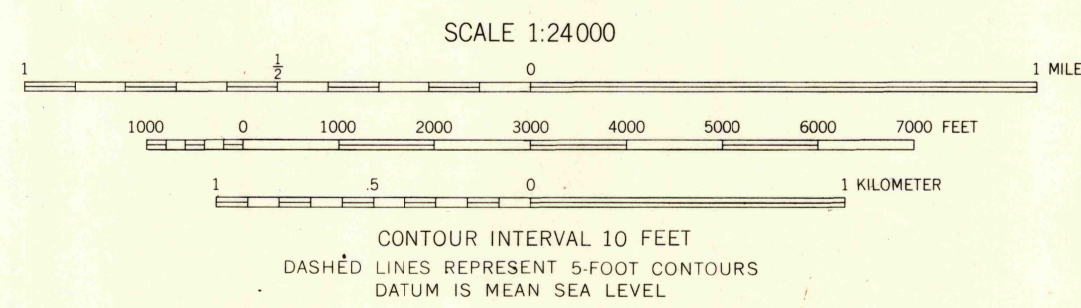 SCALE 1:24000
1 1/2 0 1 MILE
1000 0 1000 2000 3000 4000 5000 6000 7000 FEET
1 .5 0 1 KILOMETER
CONTOUR INTERVAL 10 FEET
DASHED LINES REPRESENT 5-FOOT CONTOURS
DATUM IS MEAN SEA LEVEL